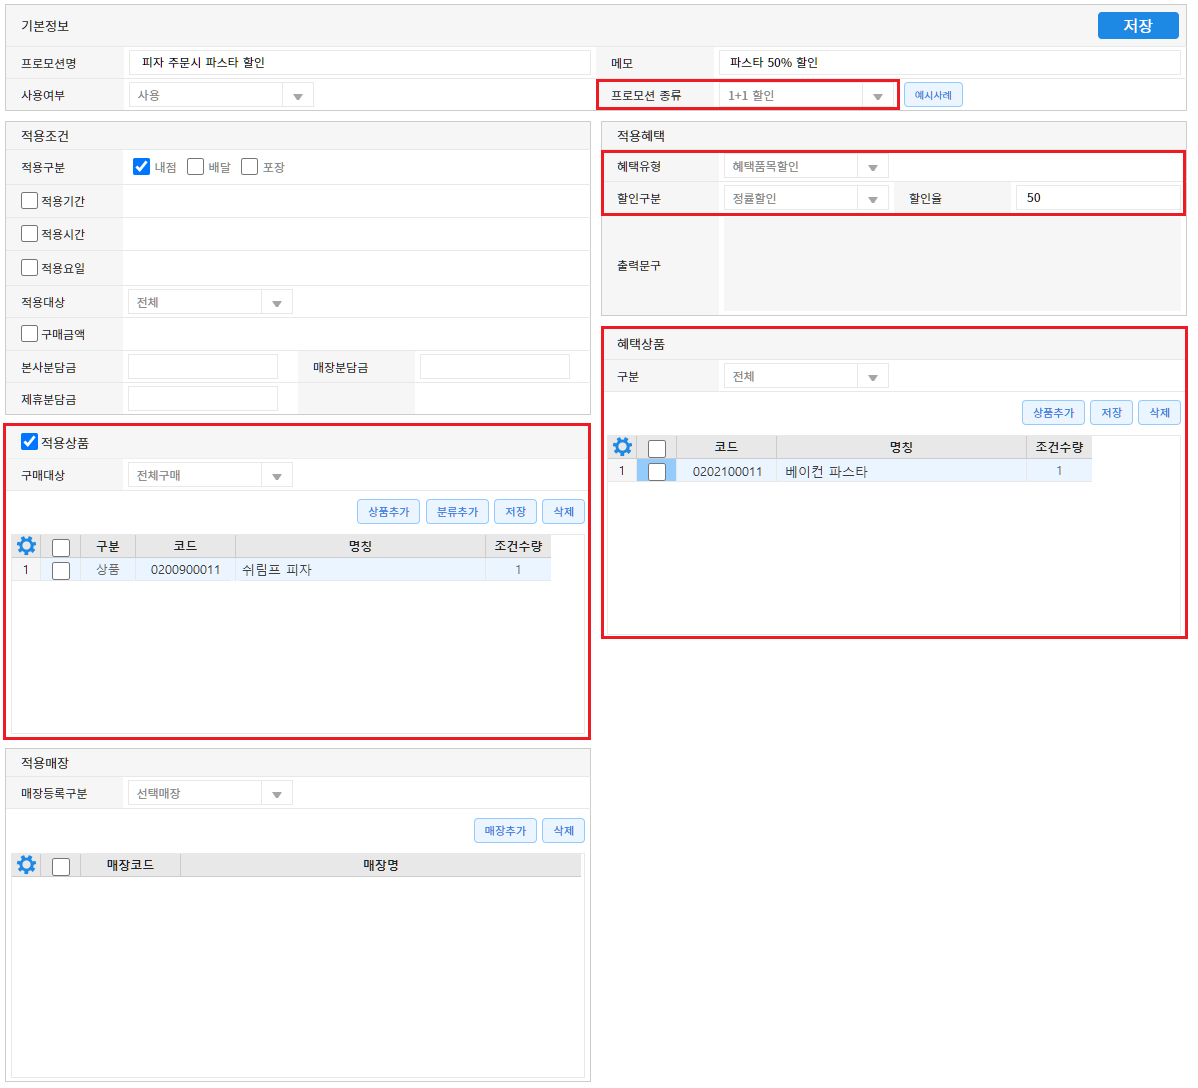 기본정보
저장
프로모션명
피자 주문시 파스타 할인
메모
파스타 50% 할인
사용여부
사용
프로모션 종류
1+1 할인
예시사례
적용조건
적용구분
내점
배달
포장
적용기간
적용시간
적용요일
적용대상
전체
구매금액
본사분담금
매장분담금
제휴분담금
적용상품
구매대상
전체구매
상품추가
분류추가
저장
삭제
구분 코드 명칭 조건수량
1 상품 0200900011 쉬림프 피자 1
적용매장
매장등록구분
선택매장
매장추가
삭제
매장코드 매장명
적용혜택
혜택유형
혜택품목할인
할인구분
정률할인
할인율
50
출력문구
혜택상품
구분
전체
상품추가
저장
삭제
코드 명칭 조건수량
1 0202100011 베이컨 파스타 1